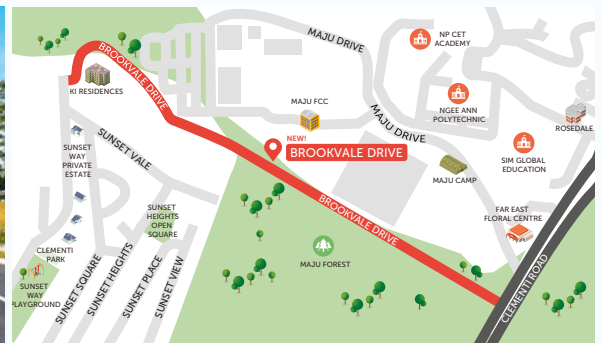 NP CET
ACADEMY
MAJU DRIVE
BROOKVALE DRIVE
KI RESIDENCES
MAJU FCC
NGEE ANN
POLYTECHNIC
ROSEDALE
MAJU DRIVE
NEW!
BROOKVALE DRIVE
SUNSET
WAY
PRIVATE
ESTATE
SUNSET VALE
SIM GLOBAL
EDUCATION
MAJU CAMP
SUNSET
HEIGHTS
OPEN
SQUARE
BROOKVALE DRIVE
FAR EAST
FLORAL CENTRE
CLEMENTI
PARK
MAJU FOREST
SUNSET
WAY
PLAYGROUND
SUNSET SQUARE
SUNSET HEIGHTS
SUNSET PLACE
SUNSET VIEW
CLEMENTI ROAD